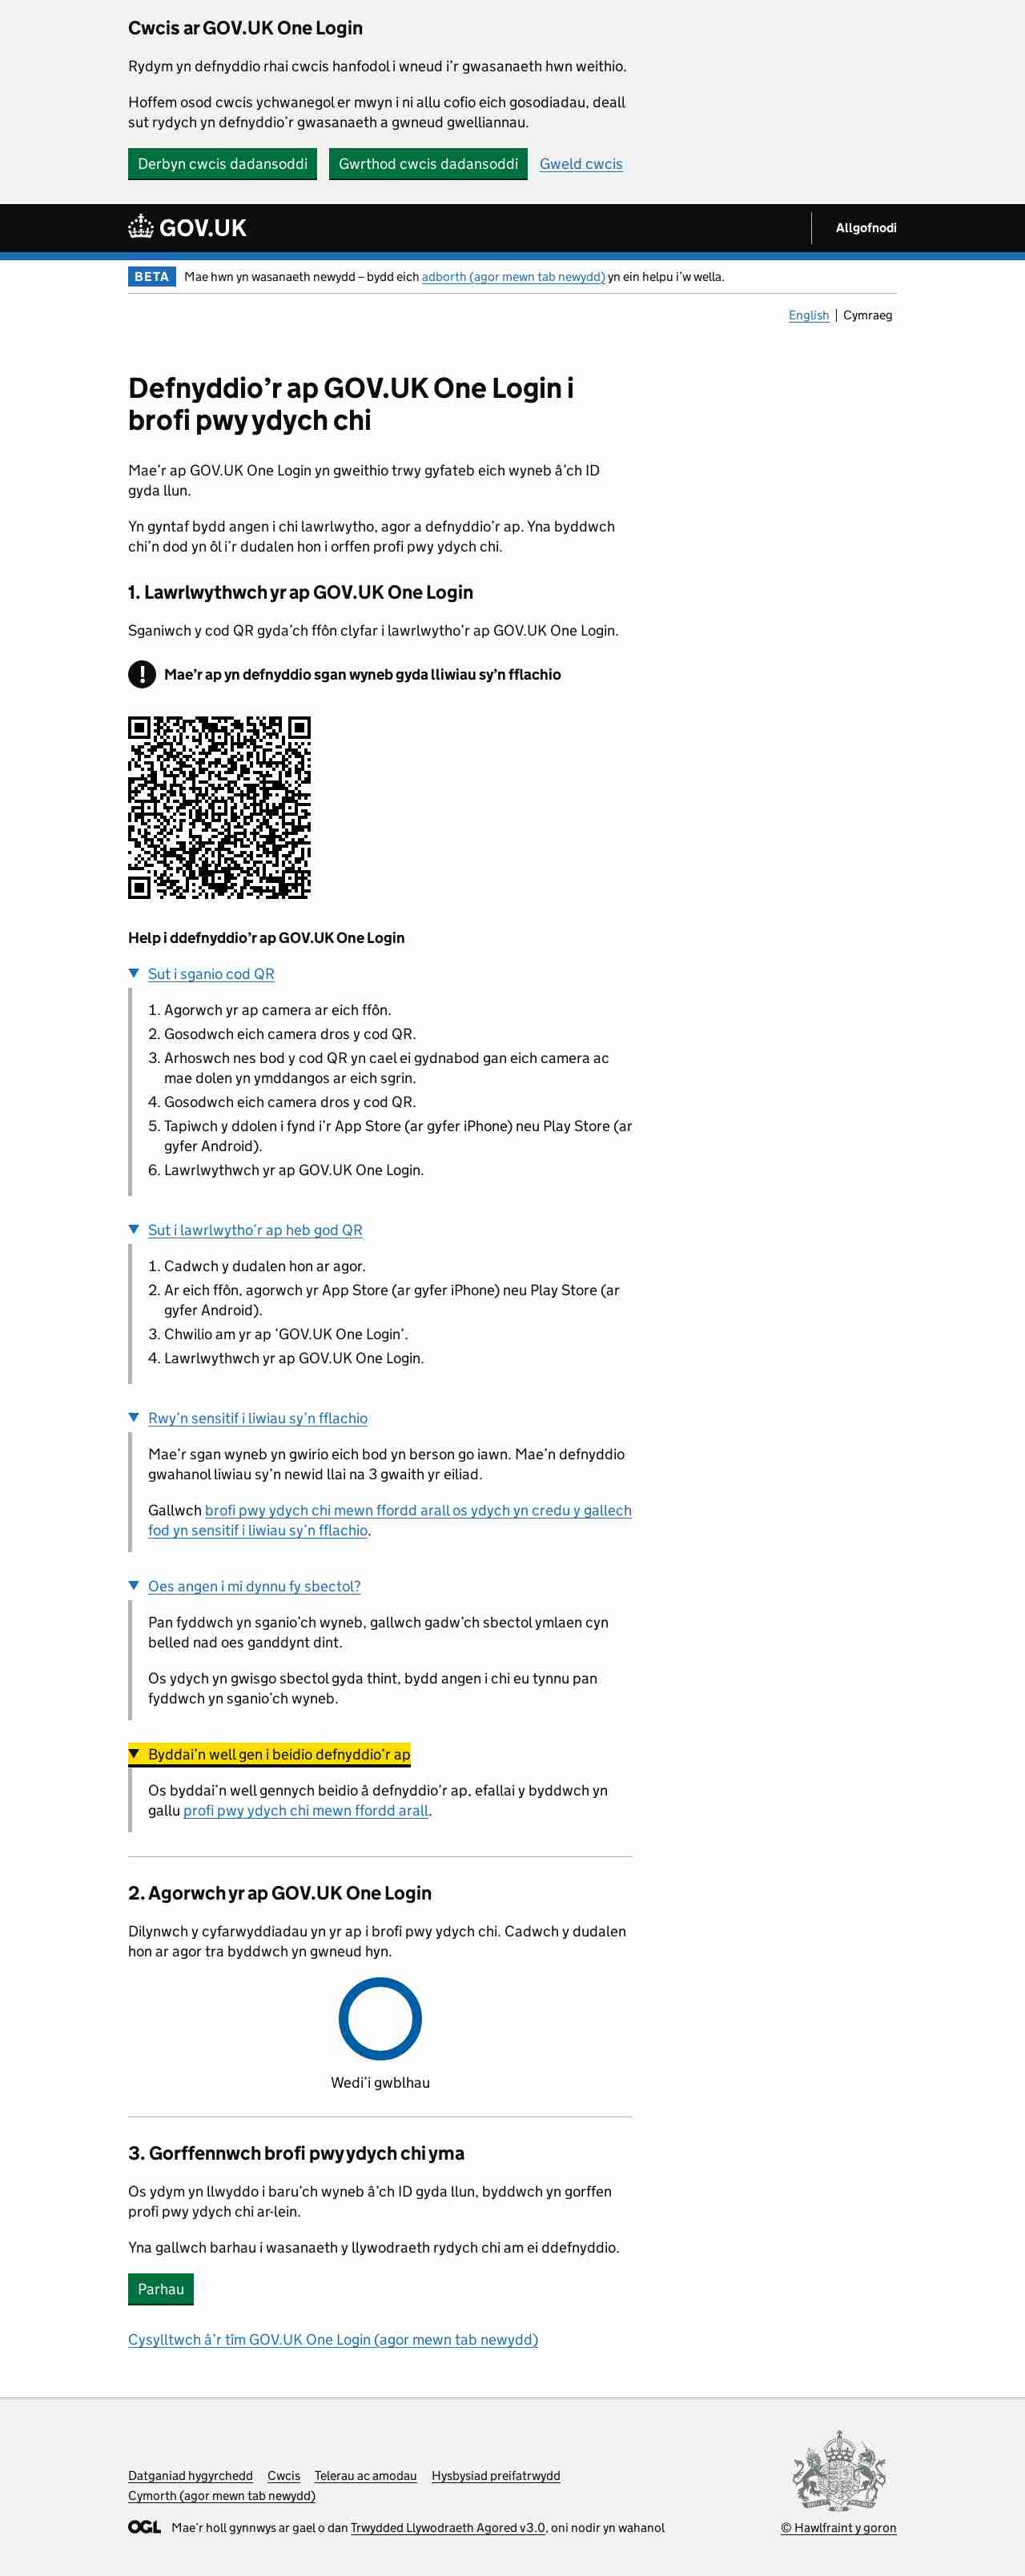 Cwcis ar GOV.UK One Login
Rydym yn defnyddio rhai cwcis hanfodol i wneud i’r gwasanaeth hwn weithio.
Hoffem osod cwcis ychwanegol er mwyn i ni allu cofio eich gosodiadau, deall
sut rydych yn defnyddio’r gwasanaeth a gwneud gwelliannau.
Derbyn cwcis dadansoddi Gwrthod cwcis dadansoddi Gweld cwcis
GOV.UK Allgofnodi
BETA Mae hwn yn wasanaeth newydd – bydd eich adborth (agor mewn tab newydd) yn ein helpu i’w wella.
English | Cymraeg
Defnyddio’r ap GOV.UK One Login i
brofi pwy ydych chi
Mae’r ap GOV.UK One Login yn gweithio trwy gyfateb eich wyneb â’ch ID
gyda llun.
Yn gyntaf bydd angen i chi lawrlwytho, agor a defnyddio’r ap. Yna byddwch
chi’n dod yn ôl i’r dudalen hon i orffen profi pwy ydych chi.
1. Lawrlwythwch yr ap GOV.UK One Login
Sganiwch y cod QR gyda’ch ffôn clyfar i lawrlwytho’r ap GOV.UK One Login.
! Mae’r ap yn defnyddio sgan wyneb gyda lliwiau sy’n fflachio
Help i ddefnyddio’r ap GOV.UK One Login
Sut i sganio cod QR
1. Agorwch yr ap camera ar eich ffôn.
2. Gosodwch eich camera dros y cod QR.
3. Arhoswch nes bod y cod QR yn cael ei gydnabod gan eich camera ac
mae dolen yn ymddangos ar eich sgrin.
4. Gosodwch eich camera dros y cod QR.
5. Tapiwch y ddolen i fynd i’r App Store (ar gyfer iPhone) neu Play Store (ar
gyfer Android).
6. Lawrlwythwch yr ap GOV.UK One Login.
Sut i lawrlwytho’r ap heb god QR
1. Cadwch y dudalen hon ar agor.
2. Ar eich ffôn, agorwch yr App Store (ar gyfer iPhone) neu Play Store (ar
gyfer Android).
3. Chwilio am yr ap ‘GOV.UK One Login’.
4. Lawrlwythwch yr ap GOV.UK One Login.
Rwy’n sensitif i liwiau sy’n fflachio
Mae’r sgan wyneb yn gwirio eich bod yn berson go iawn. Mae’n defnyddio
gwahanol liwiau sy’n newid llai na 3 gwaith yr eiliad.
Gallwch brofi pwy ydych chi mewn ffordd arall os ydych yn credu y gallech
fod yn sensitif i liwiau sy’n fflachio.
Oes angen i mi dynnu fy sbectol?
Pan fyddwch yn sganio’ch wyneb, gallwch gadw’ch sbectol ymlaen cyn
belled nad oes ganddynt dint.
Os ydych yn gwisgo sbectol gyda thint, bydd angen i chi eu tynnu pan
fyddwch yn sganio’ch wyneb.
Byddai’n well gen i beidio defnyddio’r ap
Os byddai’n well gennych beidio â defnyddio’r ap, efallai y byddwch yn
gallu profi pwy ydych chi mewn ffordd arall.
2. Agorwch yr ap GOV.UK One Login
Dilynwch y cyfarwyddiadau yn yr ap i brofi pwy ydych chi. Cadwch y dudalen
hon ar agor tra byddwch yn gwneud hyn.
Wedi’i gwblhau
3. Gorffennwch brofi pwy ydych chi yma
Os ydym yn llwyddo i baru’ch wyneb â’ch ID gyda llun, byddwch yn gorffen
profi pwy ydych chi ar-lein.
Yna gallwch barhau i wasanaeth y llywodraeth rydych chi am ei ddefnyddio.
Parhau
Cysylltwch â’r tîm GOV.UK One Login (agor mewn tab newydd)
Datganiad hygyrchedd Cwcis Telerau ac amodau Hysbysiad preifatrwydd
Cymorth (agor mewn tab newydd)
OGL Mae’r holl gynnwys ar gael o dan Trwydded Llywodraeth Agored v3.0, oni nodir yn wahanol
© Hawlfraint y goron